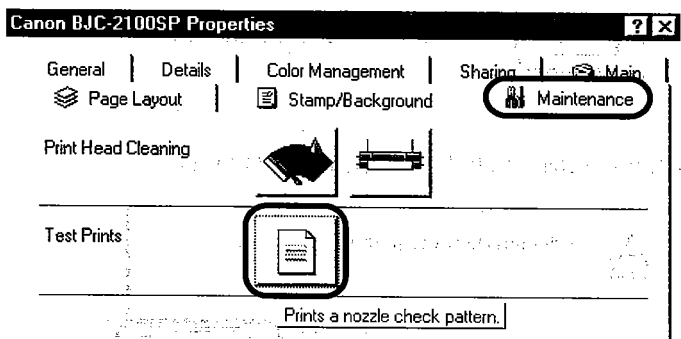 Canon BJC-2100SP Properties ? X
General Details Color Management Sharing Main
Page Layout Stamp/Background Maintenance
Print Head Cleaning
Test Prints
Prints a nozzle check pattern.